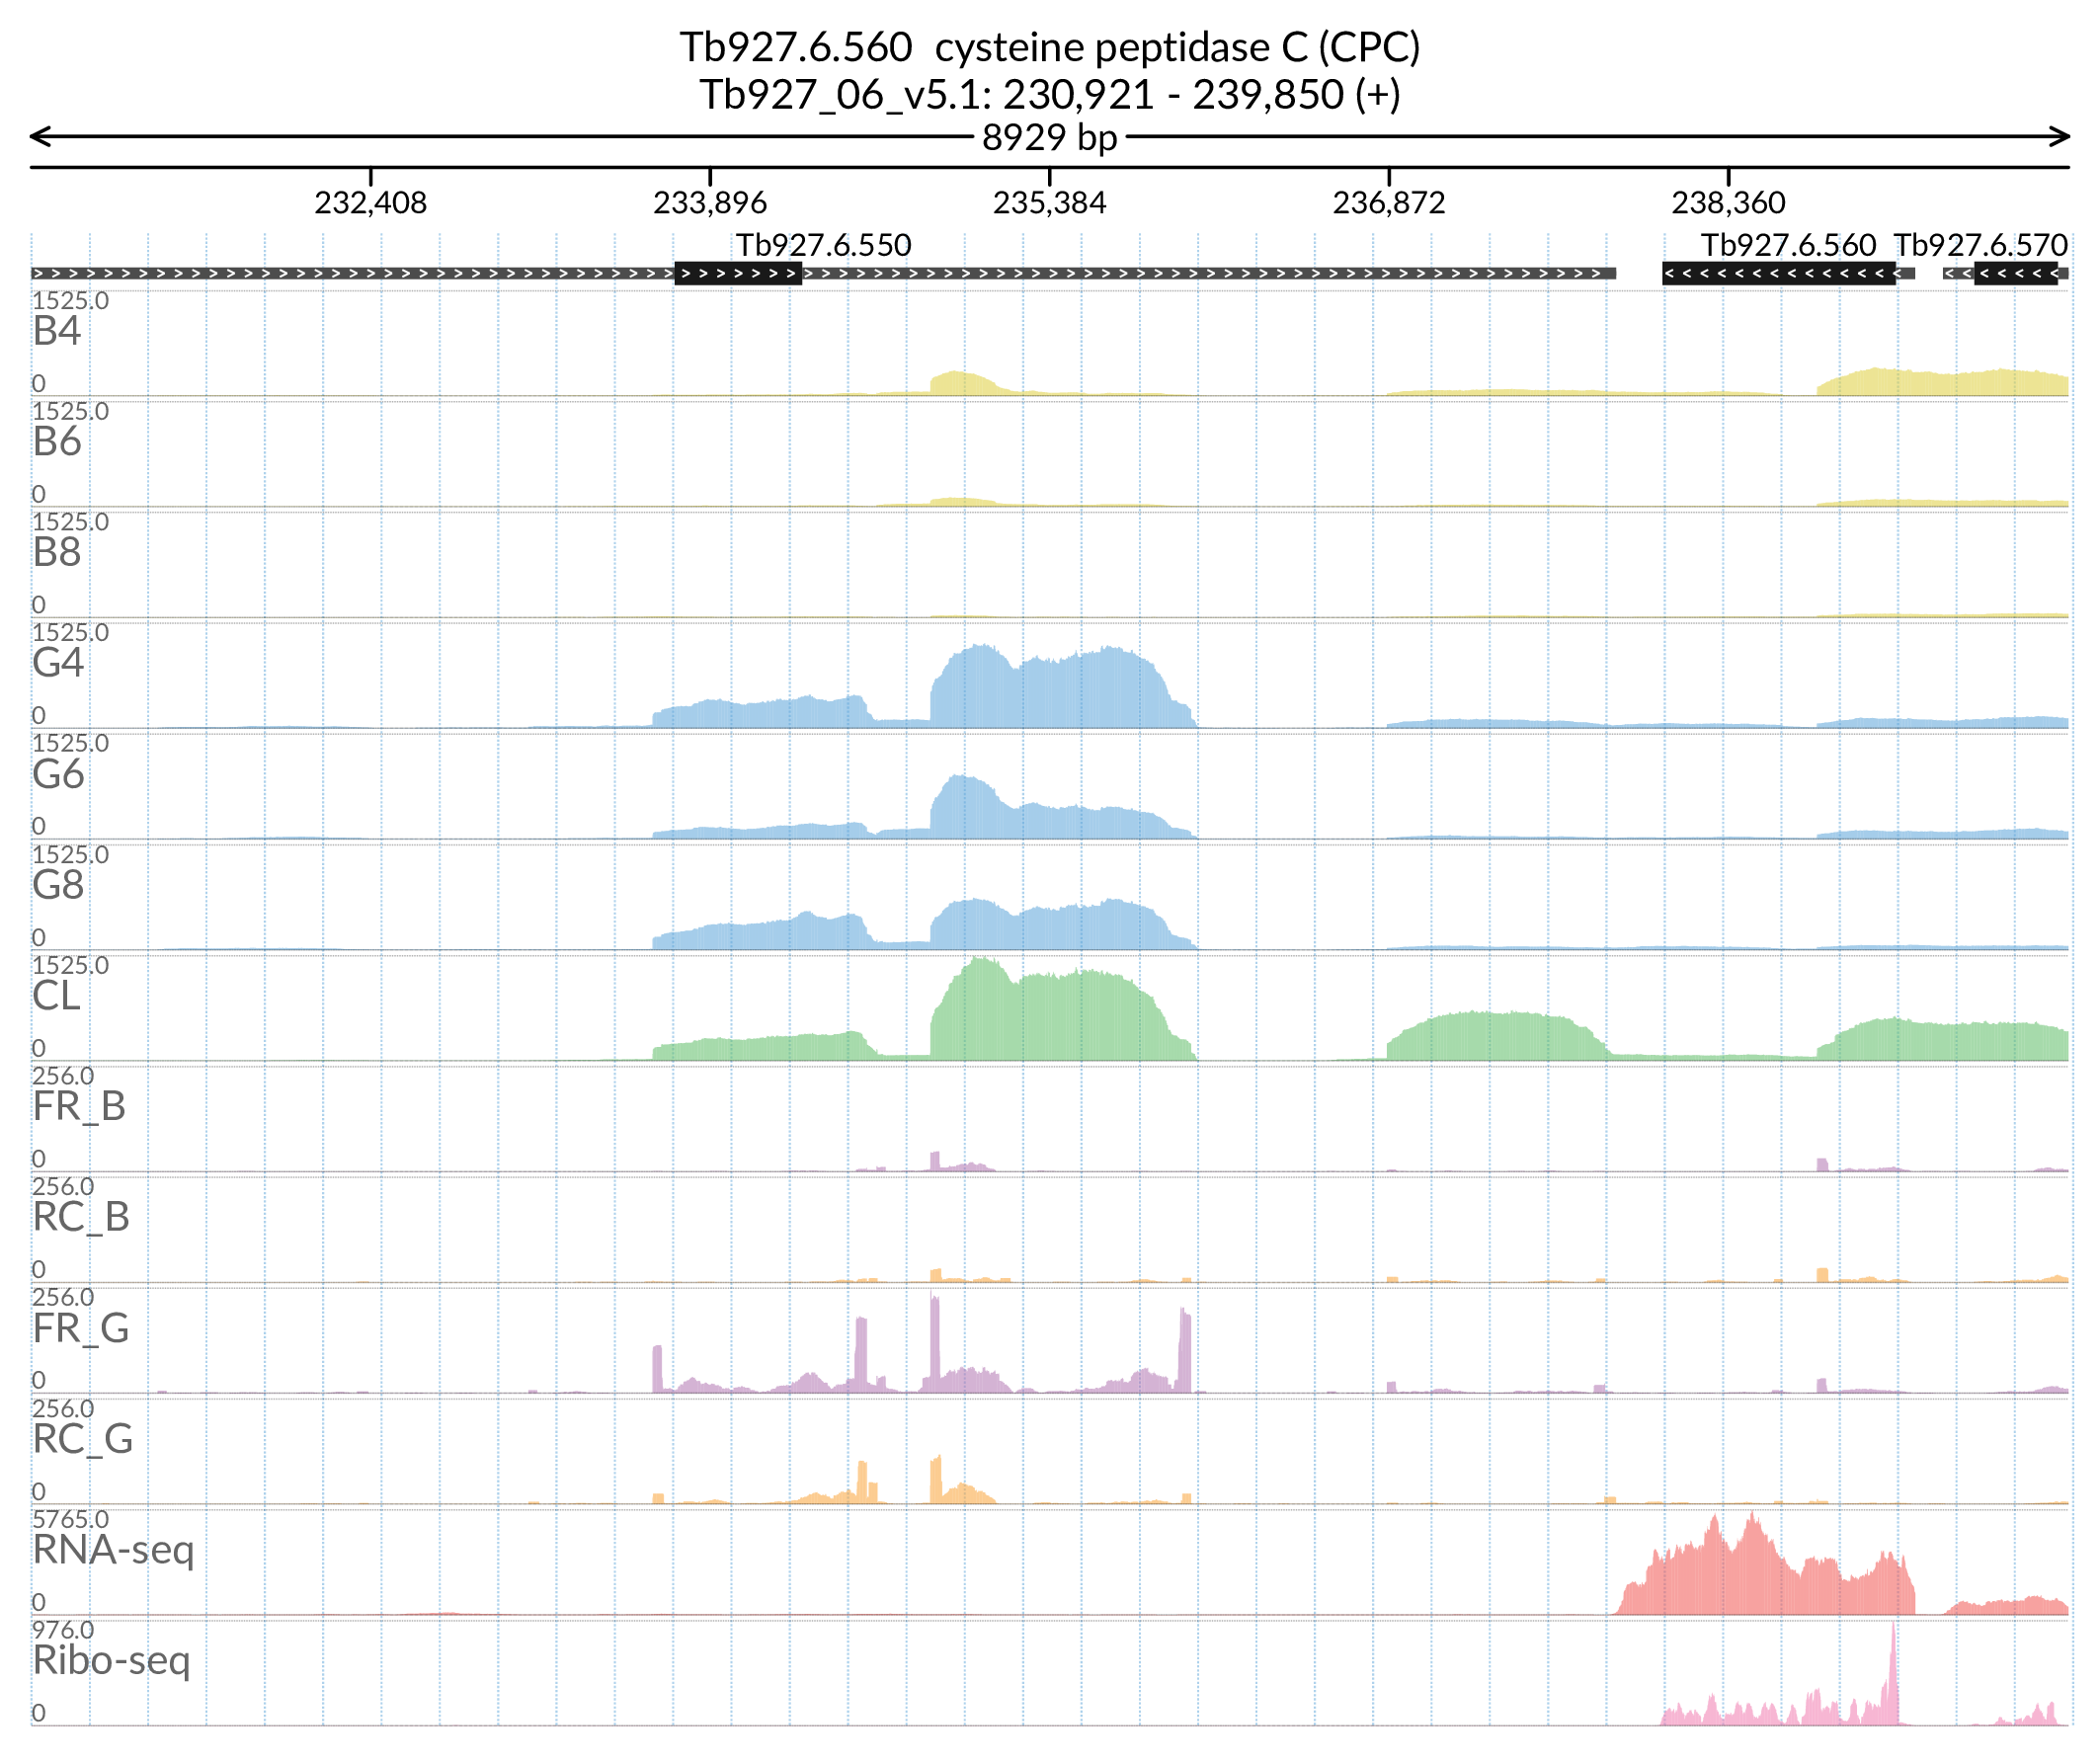 Tb927.6.560  cysteine peptidase C (CPC)
Tb927_06_v5.1: 230,921 - 239,850 (+)
8929 bp
232,408 233,896 235,384 236,872 238,360
Tb927.6.550 Tb927.6.560 Tb927.6.570
1525.0
B4
0
1525.0
B6
0
1525.0
B8
0
1525.0
G4
0
1525.0
G6
0
1525.0
G8
0
1525.0
CL
0
256.0
FR_B
0
256.0
RC_B
0
256.0
FR_G
0
256.0
RC_G
0
5765.0
RNA-seq
0
976.0
Ribo-seq
0